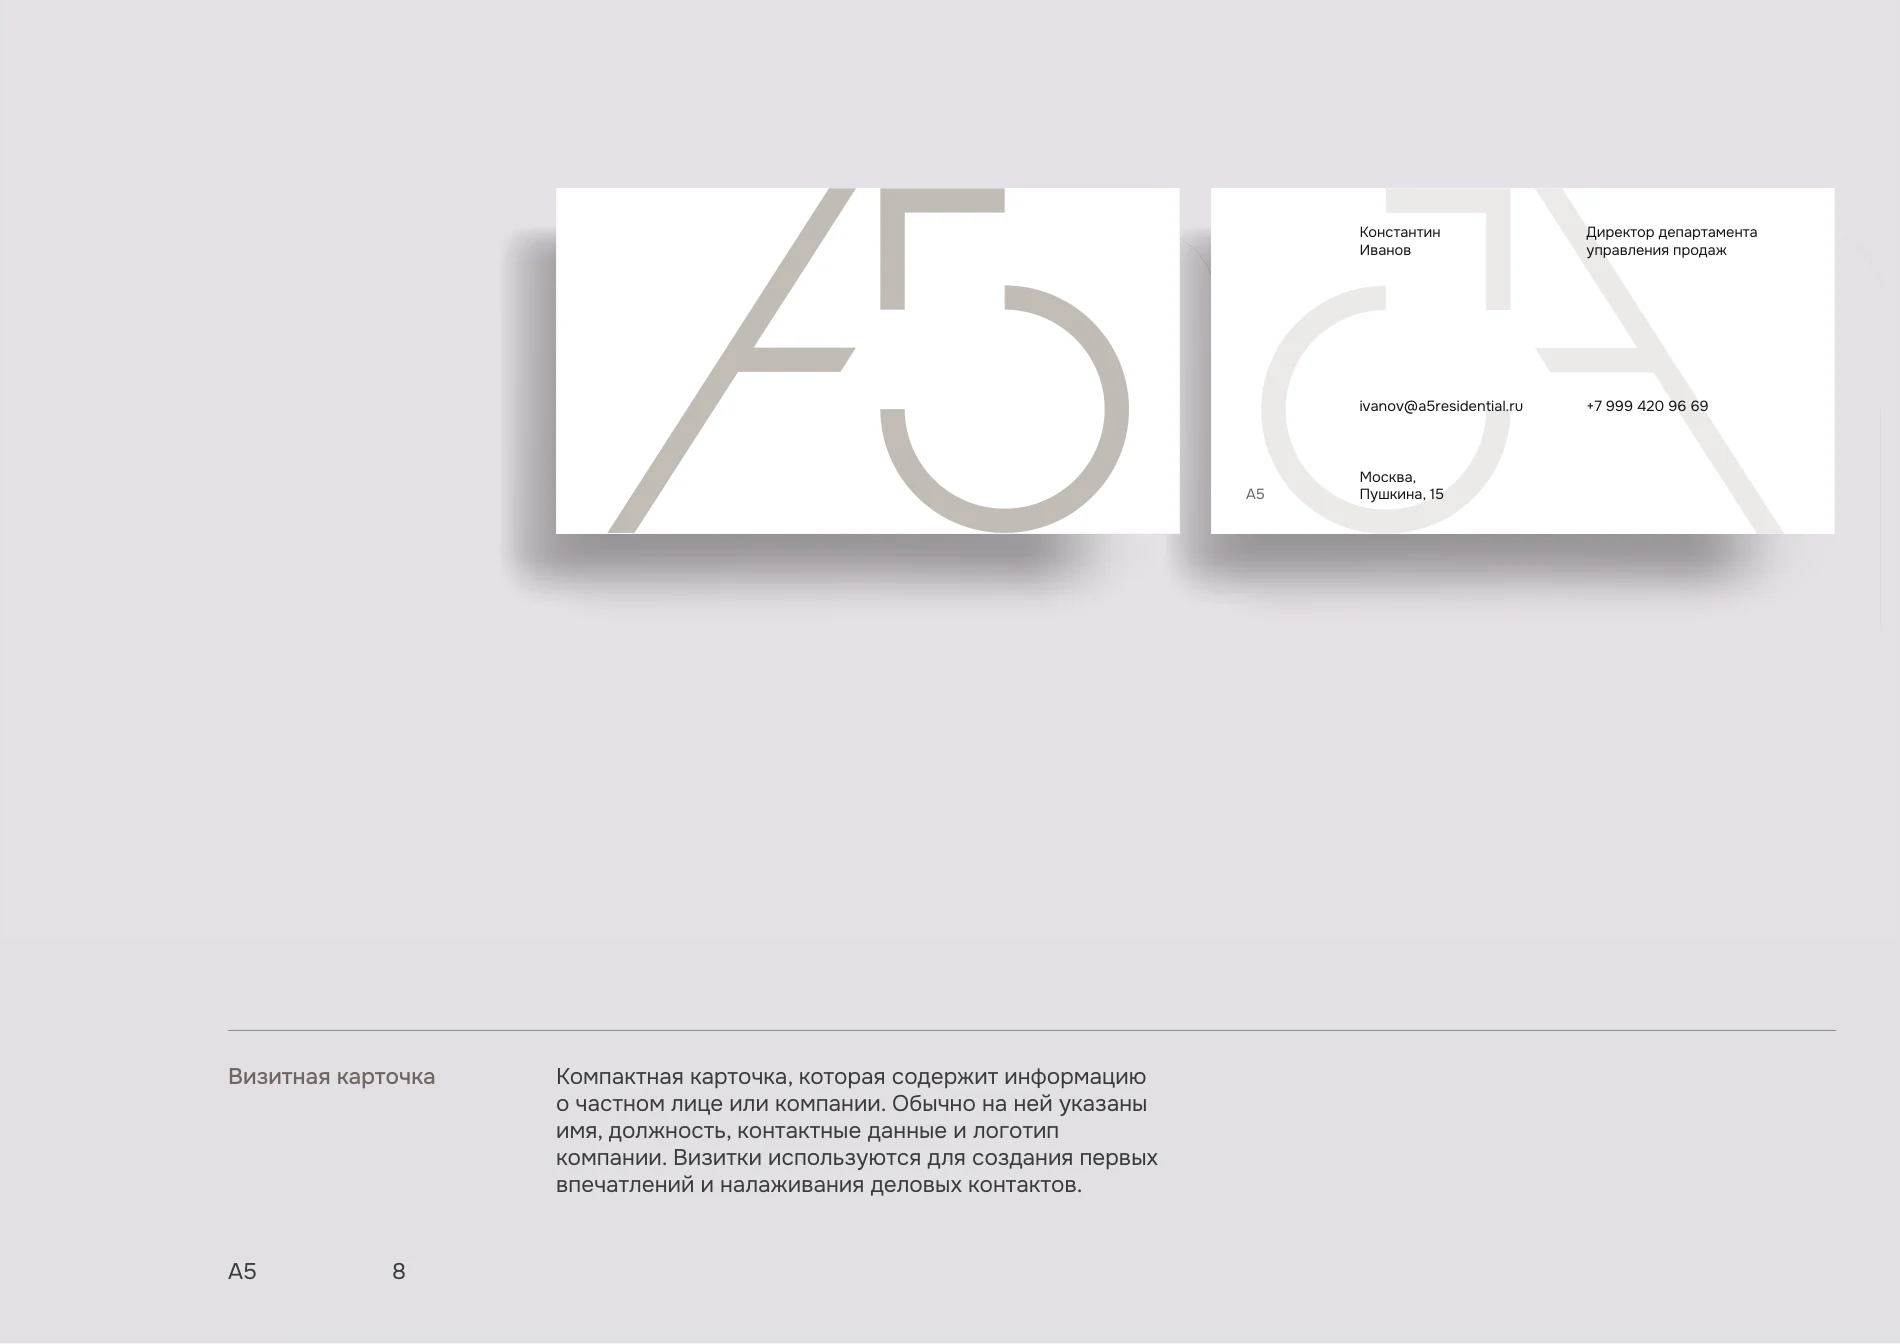 A5
Константин
Иванов
Директор департамента
управления продаж
ivanov@a5residential.ru
+7 999 420 96 69
Москва,
Пушкина, 15
A5
Визитная карточка
Компактная карточка, которая содержит информацию
о частном лице или компании. Обычно на ней указаны
имя, должность, контактные данные и логотип
компании. Визитки используются для создания первых
впечатлений и налаживания деловых контактов.
A5
8